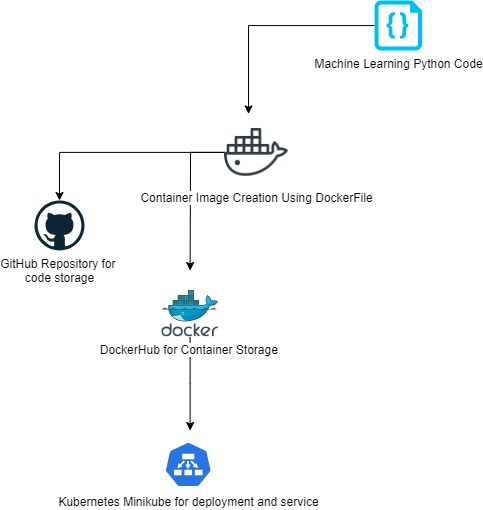 {}
Machine Learning Python Code
Container Image Creation Using DockerFile
GitHub Repository for
code storage
docker
DockerHub for Container Storage
Kubernetes Minikube for deployment and service